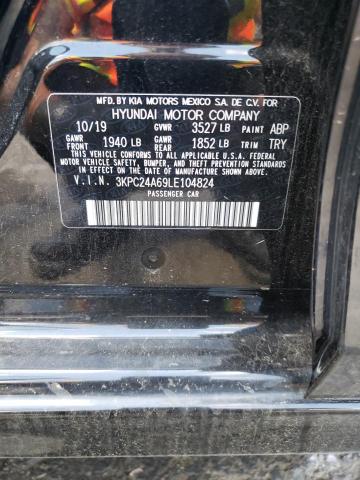 MFD.BY KIA MOTORS MEXICO SA DE C.V. FOR
HYUNDAI MOTOR COMPANY
10/19 GVWR 3527 LB PAINT ABP
GAWR FRONT 1940 LB GAWR REAR 1852 LB TRIM TRY
THIS VEHICLE CONFORMS TO ALL APPLICABLE FEDERAL MOTOR VEHICLE
SAFETY, BUMPER, AND THEFT PREVENTION STANDARDS
IN EFFECT ON THE DATE OF MANUFACTURE SHOWN ABOVE.
V.I.N. 3KPC24A69LE104824
PASSENGER CAR